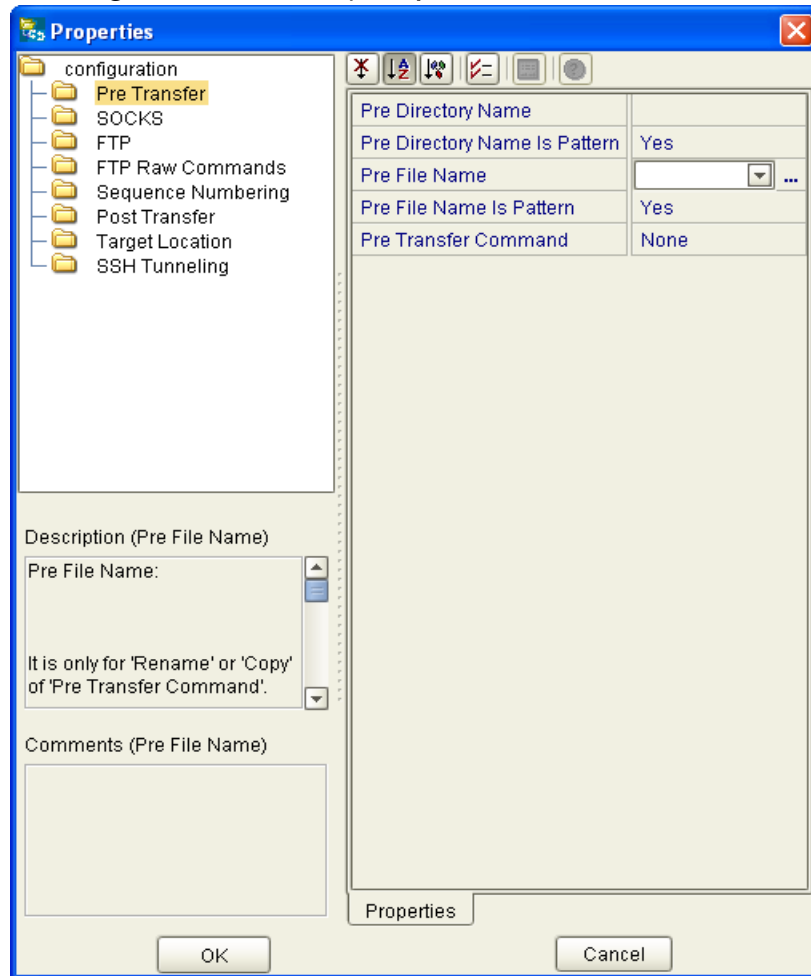 Properties
configuration
Pre Transfer
SOCKS
FTP
FTP Raw Commands
Sequence Numbering
Post Transfer
Target Location
SSH Tunneling
Description (Pre File Name)
Pre File Name:
It is only for 'Rename' or 'Copy'
of 'Pre Transfer Command'.
Comments (Pre File Name)
Pre Directory Name
Pre Directory Name Is Pattern Yes
Pre File Name ...
Pre File Name Is Pattern Yes
Pre Transfer Command None
Properties
OK Cancel